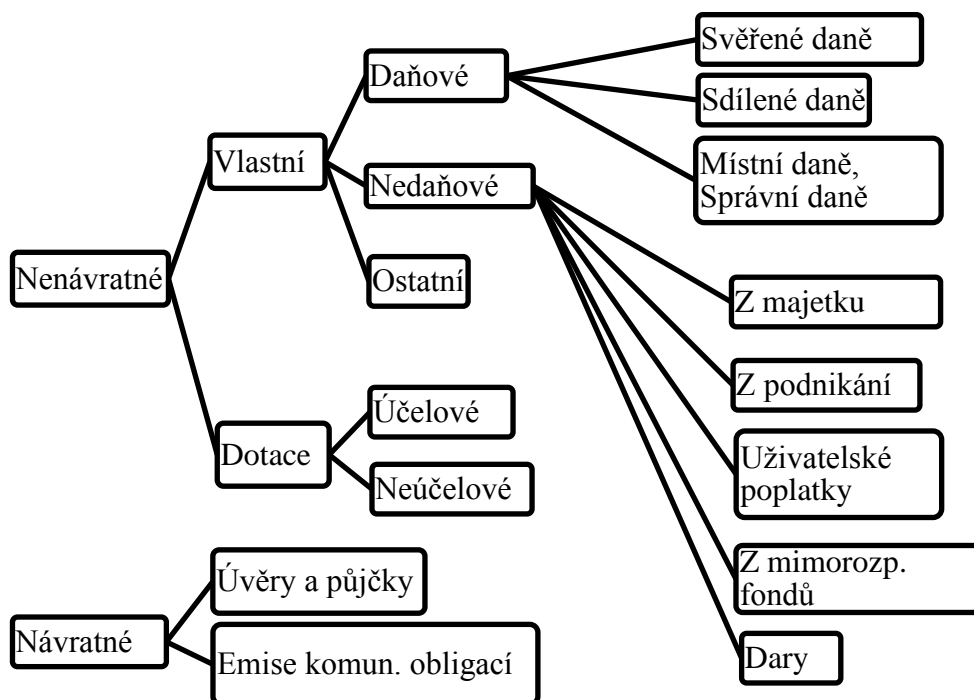 Nenávratné
Vlastní
Daňové
Svěřené daně
Sdílené daně
Místní daně,
Správní daně
Nedaňové
Z majetku
Z podnikání
Uživatelské
poplatky
Z mimorozp.
fondů
Dary
Ostatní
Dotace
Účelové
Neúčelové
Návratné
Úvěry a půjčky
Emise komun. obligací